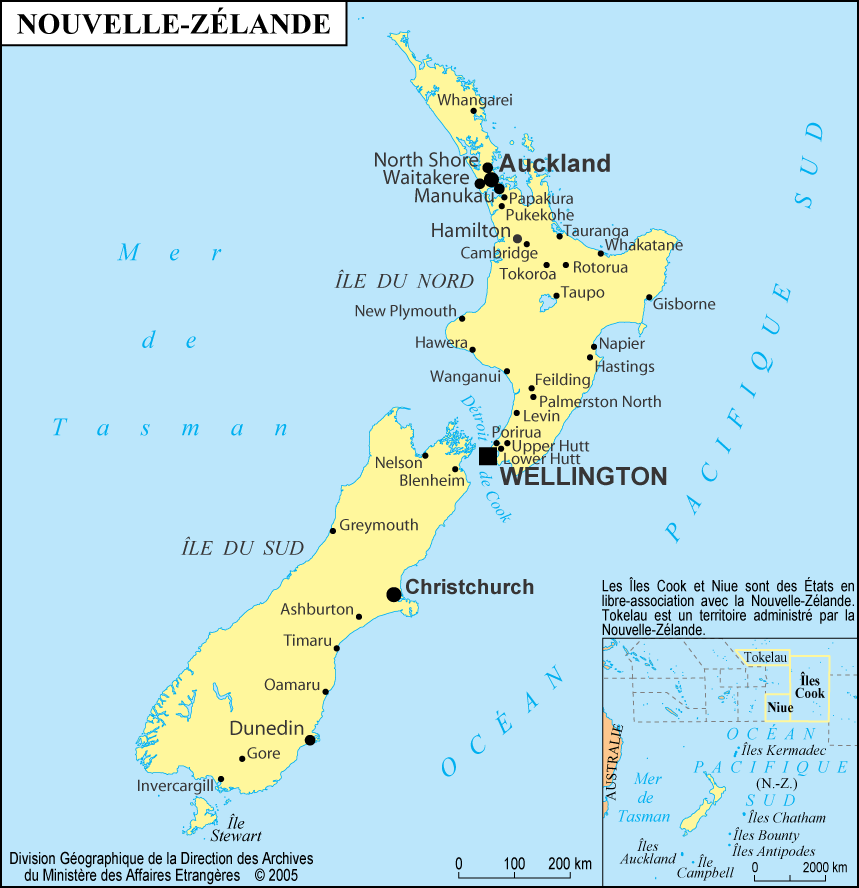 NOUVELLE-ZÉLANDE
Whangarei
North Shore
Auckland
Waitakere
Manukau
Papakura
Pukekohe
Hamilton
Tauranga
Whakatane
Cambridge
Tokoroa
Rotorua
ÎLE DU NORD
Taupo
Gisborne
New Plymouth
Hawera
Napier
Hastings
Wanganui
Feilding
Palmerston North
Levin
Détroit
de Cook
Porirua
Upper Hutt
Lower Hutt
WELLINGTON
Mer
de
Tasman
Nelson
Blenheim
Greymouth
ÎLE DU SUD
Christchurch
Ashburton
Timaru
Oamaru
Dunedin
Gore
Invercargill
Île
Stewart
OCÉAN
PACIFIQUE
SUD
Les Îles Cook et Niue sont des États en
libre-association avec la Nouvelle-Zélande.
Tokelau est un territoire administré par la
Nouvelle-Zélande.
Tokelau
Îles
Cook
Niue
OCÉAN
Îles Kermadec
PACIFIQUE
(N.-Z.)
SUD
AUSTRALIE
Mer
de
Tasman
Îles Chatham
Îles Bounty
Îles Antipodes
Îles
Auckland
Île
Campbell
0 2000 km
0 100 200 km
Division Géographique de la Direction des Archives
du Ministère des Affaires Etrangères © 2005